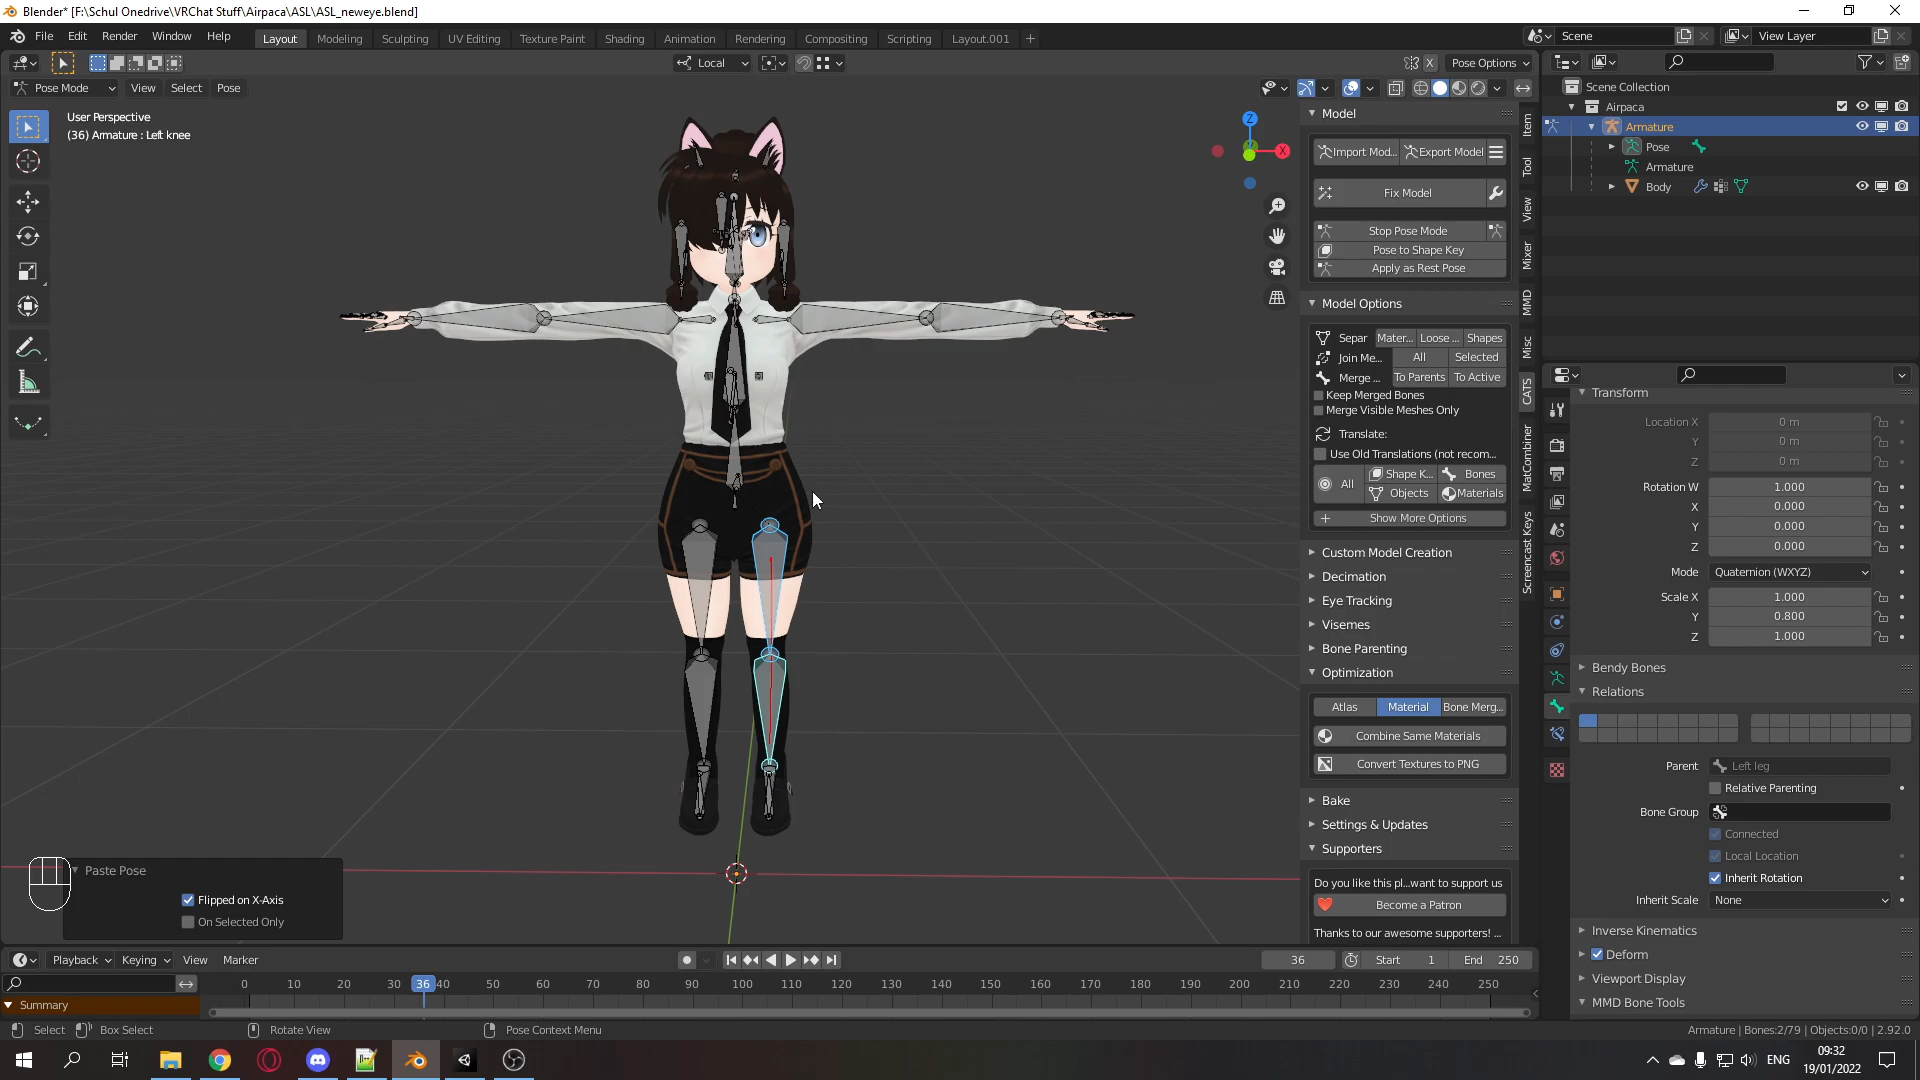 Blender* [F:\Schul Onedrive\VRChat Stuff\Airpaca\ASL\ASL_neweye.blend]
File Edit Render Window Help Layout Modeling Sculpting UV Editing Texture Paint Shading Animation Rendering Compositing Scripting Layout.001 + Scene View Layer
Local Pose Options
Pose Mode View Select Pose
User Perspective
(36) Armature : Left knee
Z
X
Model
Import Mod... Export Model
Fix Model
Stop Pose Mode
Pose to Shape Key
Apply as Rest Pose
Model Options
Separ Mater... Loose ... Shapes
Join Me... All Selected
Merge ... To Parents To Active
Keep Merged Bones
Merge Visible Meshes Only
Translate:
Use Old Translations (not recom...
All Shape K... Bones
Objects Materials
Show More Options
Custom Model Creation
Decimation
Eye Tracking
Visemes
Bone Parenting
Optimization
Atlas Material Bone Merg...
Combine Same Materials
Convert Textures to PNG
Bake
Settings & Updates
Supporters
Do you like this pl...want to support us
Become a Patron
Thanks to our awesome supporters! ...
Item
Tool
View
Mixer
MMD
Misc
CATS
MatCombiner
Screencast Keys
Scene Collection
Airpaca
Armature
Pose
Armature
Body
Transform
Location X 0 m
Y 0 m
Z 0 m
Rotation W 1.000
X 0.000
Y 0.000
Z 0.000
Mode Quaternion (WXYZ)
Scale X 1.000
Y 0.800
Z 1.000
Bendy Bones
Relations
Parent Left leg
Relative Parenting
Bone Group
Connected
Local Location
Inherit Rotation
Inherit Scale None
Inverse Kinematics
Deform
Viewport Display
MMD Bone Tools
Paste Pose
Flipped on X-Axis
On Selected Only
Playback Keying View Marker 36 Start 1 End 250
0 10 20 30 36 40 50 60 70 80 90 100 110 120 130 140 150 160 170 180 190 200 210 220 230 240 250
Summary
Select Box Select Rotate View Pose Context Menu Armature | Bones:2/79 | Objects:0/0 | 2.92.0
ENG
09:32
19/01/2022